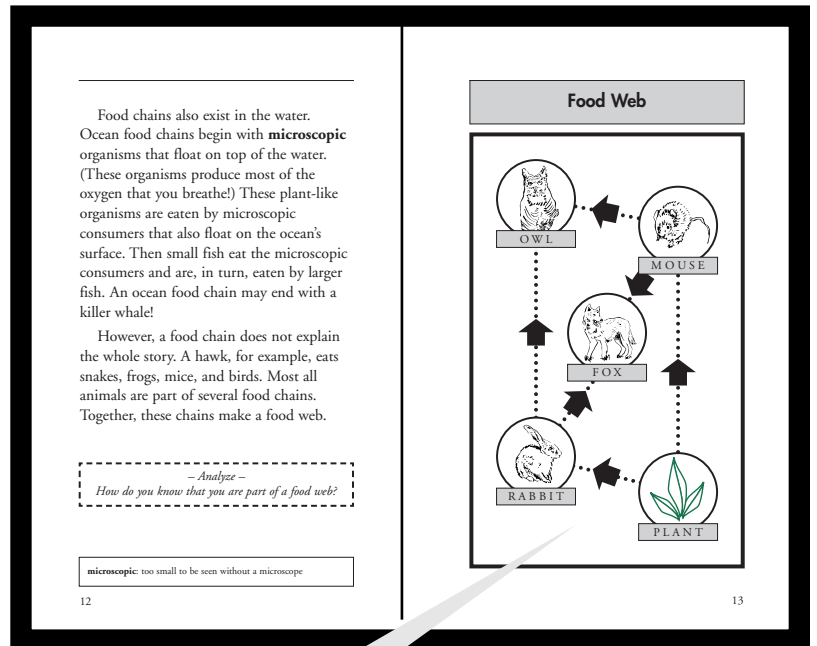 Food chains also exist in the water.
Ocean food chains begin with microscopic
organisms that float on top of the water.
(These organisms produce most of the
oxygen that you breathe!) These plant-like
organisms are eaten by microscopic
consumers that also float on the ocean's
surface. Then small fish eat the microscopic
consumers and are, in turn, eaten by larger
fish. An ocean food chain may end with a
killer whale!
However, a food chain does not explain
the whole story. A hawk, for example, eats
snakes, frogs, mice, and birds. Most all
animals are part of several food chains.
Together, these chains make a food web.
– Analyze –
How do you know that you are part of a food web?
microscopic: too small to be seen without a microscope
12
Food Web
OWL
MOUSE
FOX
RABBIT
PLANT
13